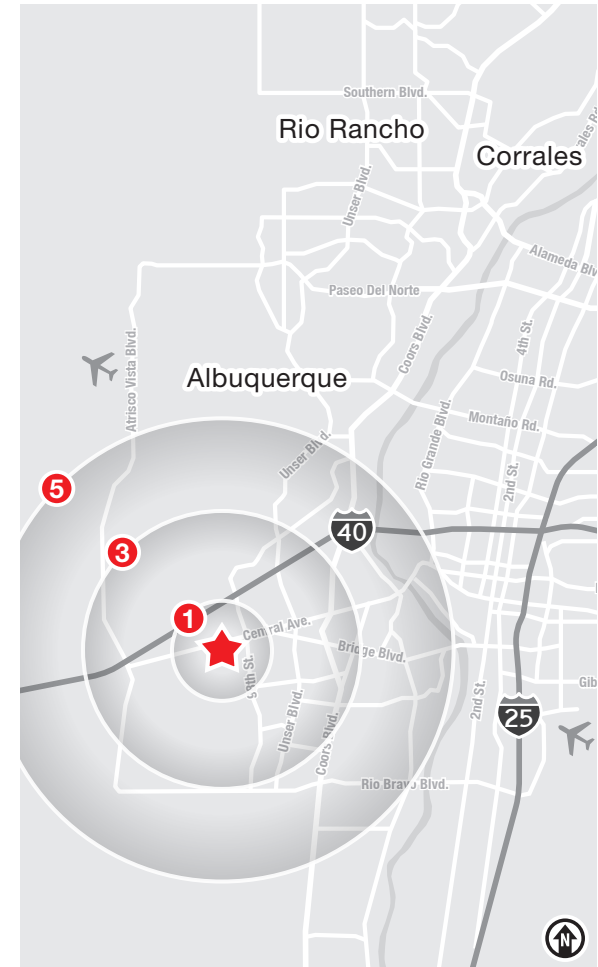 Southern Blvd.
Rio Rancho
Corrales
ales Rd
Unser Blvd.
Alameda Blv
Paseo Del Norte
Atrisco Vista Blvd.
Coors Blvd.
4th St.
Albuquerque
Osuna Rd.
Rio Grande Blvd.
Montaño Rd.
Unser Blvd.
2nd St.
5
40
3
1
Central Ave.
Bridge Blvd.
98th St.
Gib
Unser Blvd.
Coors Blvd.
2nd St.
25
Rio Bravo Blvd.
N